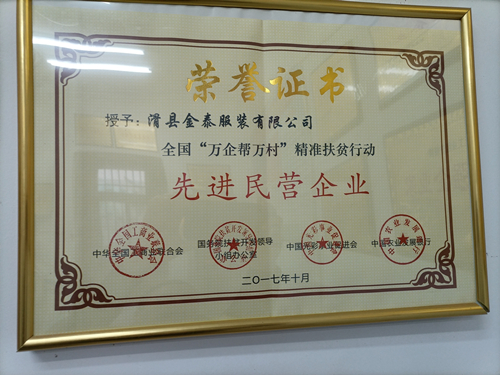 荣誉证书
授予：滑县金泰服装有限公司
全国“万企帮万村”精准扶贫行动
先进民营企业
中华全国工商业联合会
国务院扶贫开发领导小组办公室
中国光彩事业促进会
中国农业发展银行
二〇一七年十月